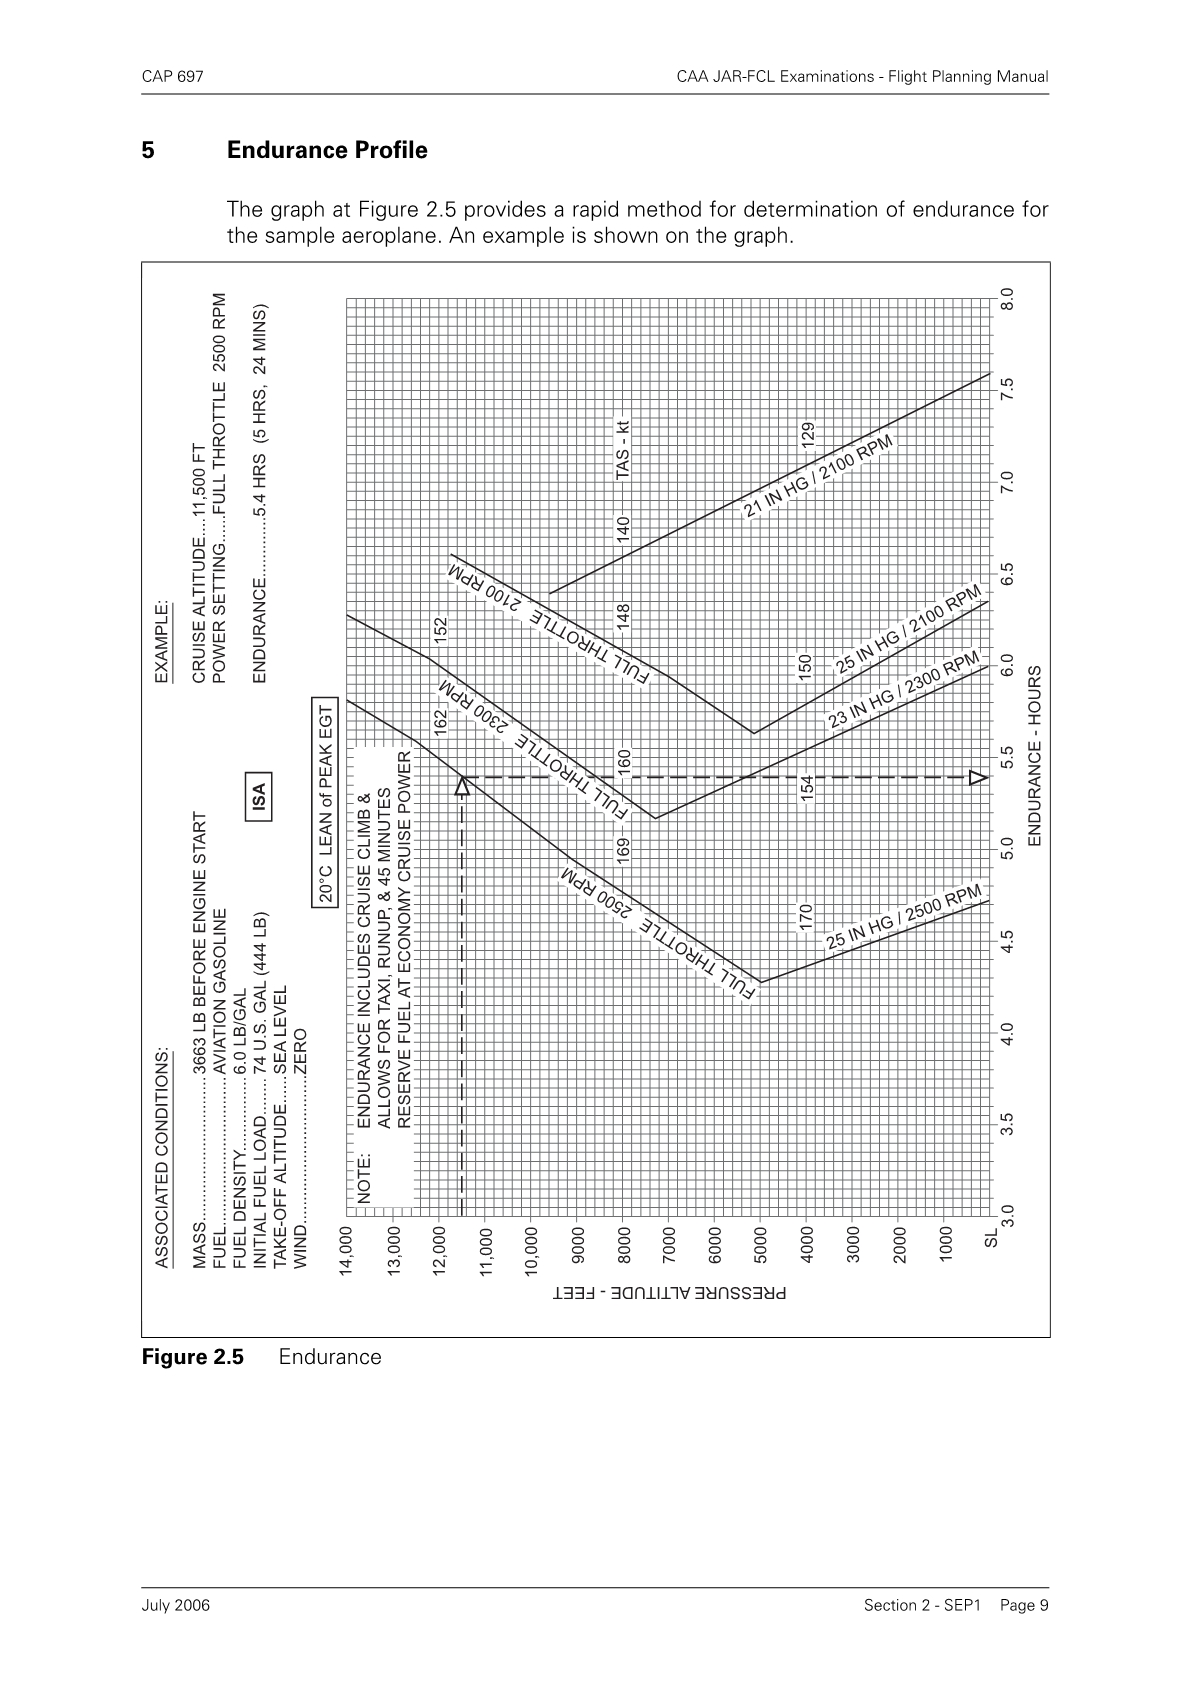 CAP 697
CAA JAR-FCL Examinations - Flight Planning Manual
5 Endurance Profile
The graph at Figure 2.5 provides a rapid method for determination of endurance for
the sample aeroplane. An example is shown on the graph.
ASSOCIATED CONDITIONS:
MASS..............................3663 LB BEFORE ENGINE START
FUEL..............................AVIATION GASOLINE
FUEL DENSITY..............6.0 LB/GAL
INITIAL FUEL LOAD........74 U.S. GAL (444 LB)
TAKE-OFF ALTITUDE......SEA LEVEL
WIND..............................ZERO
ISA
EXAMPLE:
CRUISE ALTITUDE....11,500 FT
POWER SETTING......FULL THROTTLE 2500 RPM
ENDURANCE.............5.4 HRS (5 HRS, 24 MINS)
20°C LEAN of PEAK EGT
NOTE: ENDURANCE INCLUDES CRUISE CLIMB &
ALLOWS FOR TAXI, RUNUP, & 45 MINUTES
RESERVE FUEL AT ECONOMY CRUISE POWER
14,000
13,000
12,000
11,000
10,000
9000
8000
7000
6000
5000
4000
3000
2000
1000
SL
PRESSURE ALTITUDE - FEET
162
152
FULL THROTTLE 2500 RPM
FULL THROTTLE 2300 RPM
FULL THROTTLE 2100 RPM
169
160
148
140
TAS - kt
170
154
150
129
25 IN HG / 2500 RPM
23 IN HG / 2300 RPM
25 IN HG / 2100 RPM
21 IN HG / 2100 RPM
3.0
3.5
4.0
4.5
5.0
5.5
6.0
6.5
7.0
7.5
8.0
ENDURANCE - HOURS
Figure 2.5 Endurance
July 2006
Section 2 - SEP1 Page 9